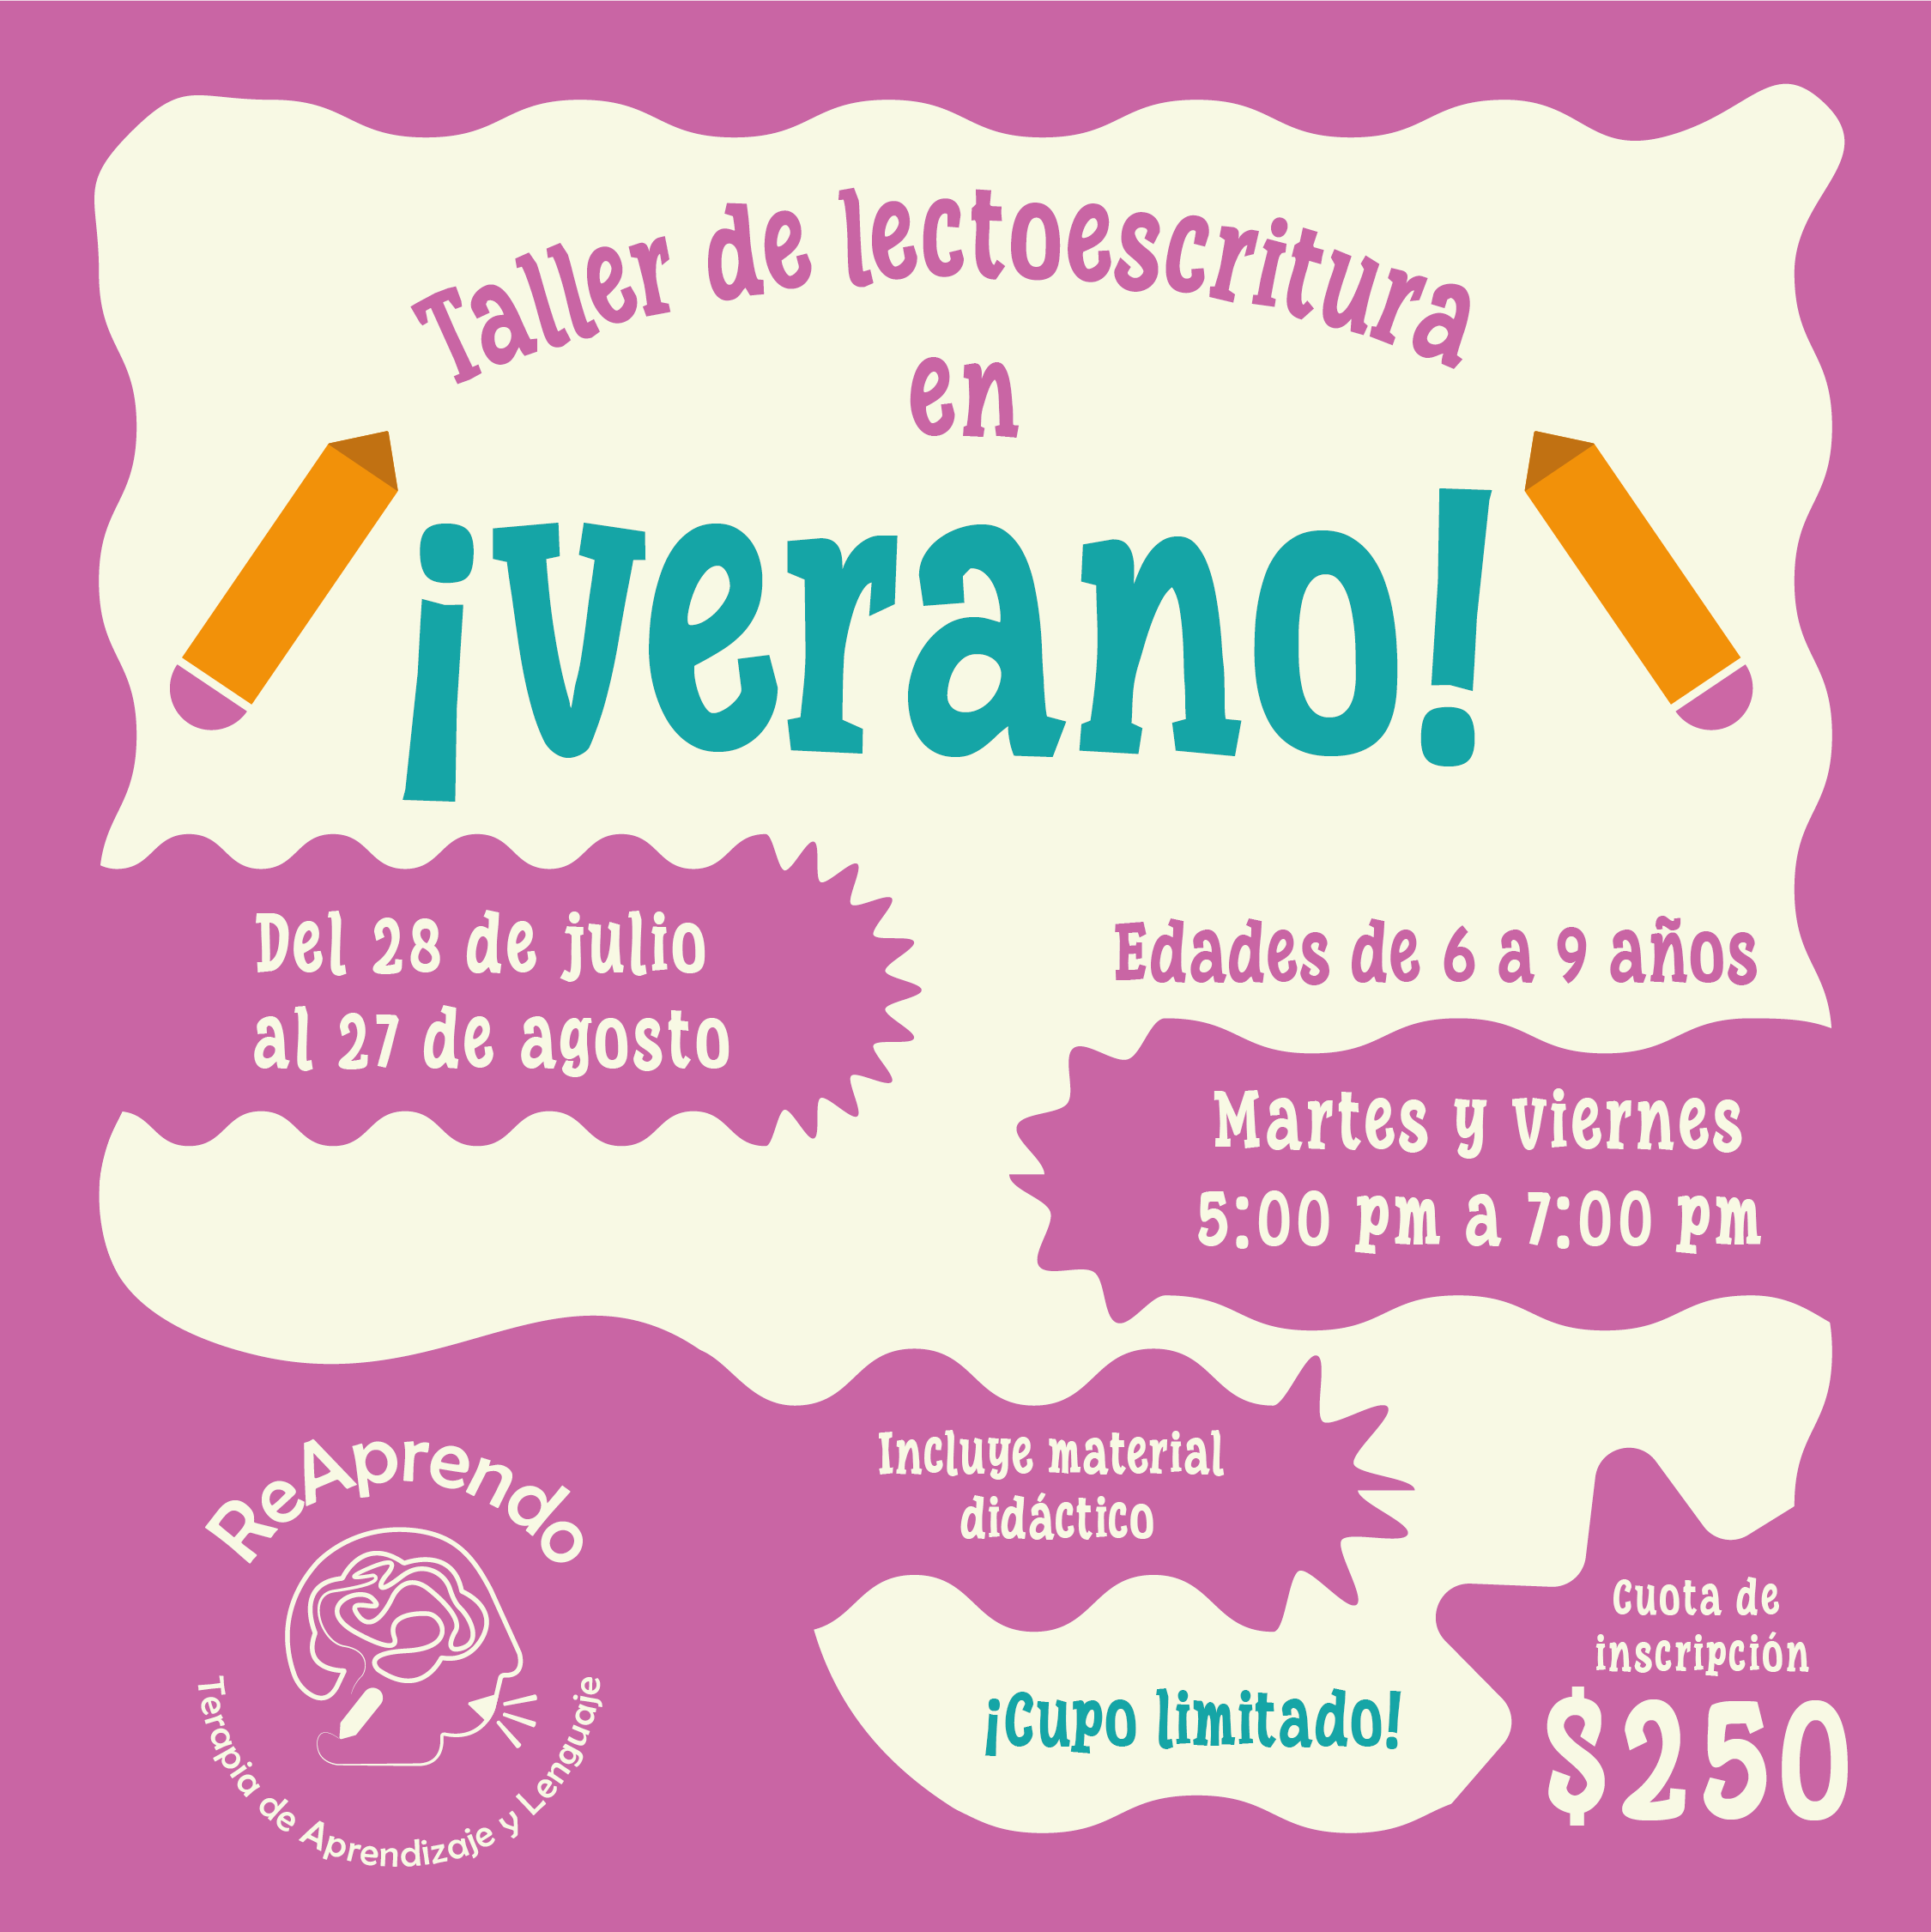 Taller de lectoescritura
en
¡verano!
Del 28 de julio
al 27 de agosto
Edades de 6 a 9 años
Martes y viernes
5:00 pm a 7:00 pm
Incluye material
didáctico
¡Cupo limitado!
Cuota de
inscripción
$250
ReAprendo
Terapia de Aprendizaje y Lenguaje